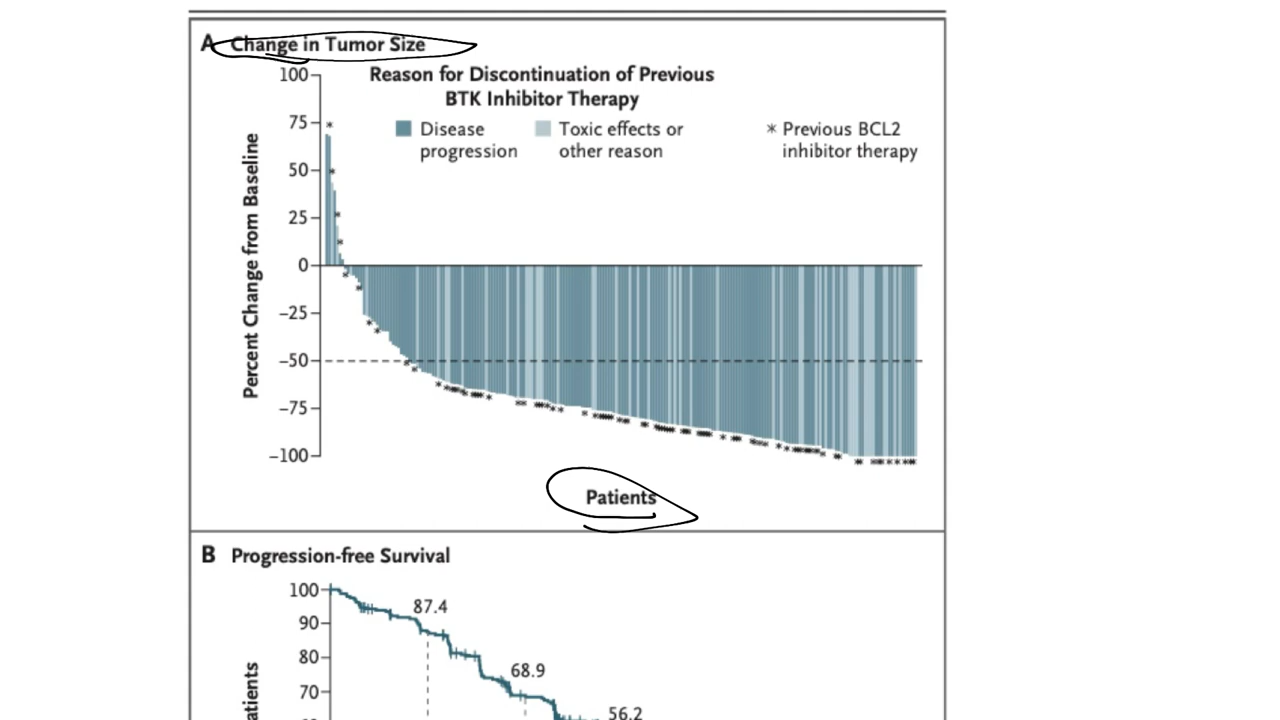 A Change in Tumor Size
Reason for Discontinuation of Previous
BTK Inhibitor Therapy
Disease
progression
Toxic effects or
other reason
* Previous BCL2
inhibitor therapy
Percent Change from Baseline
100
75
50
25
0
−25
−50
−75
−100
Patients
B Progression-free Survival
100
90
80
70
87.4
68.9
56.2